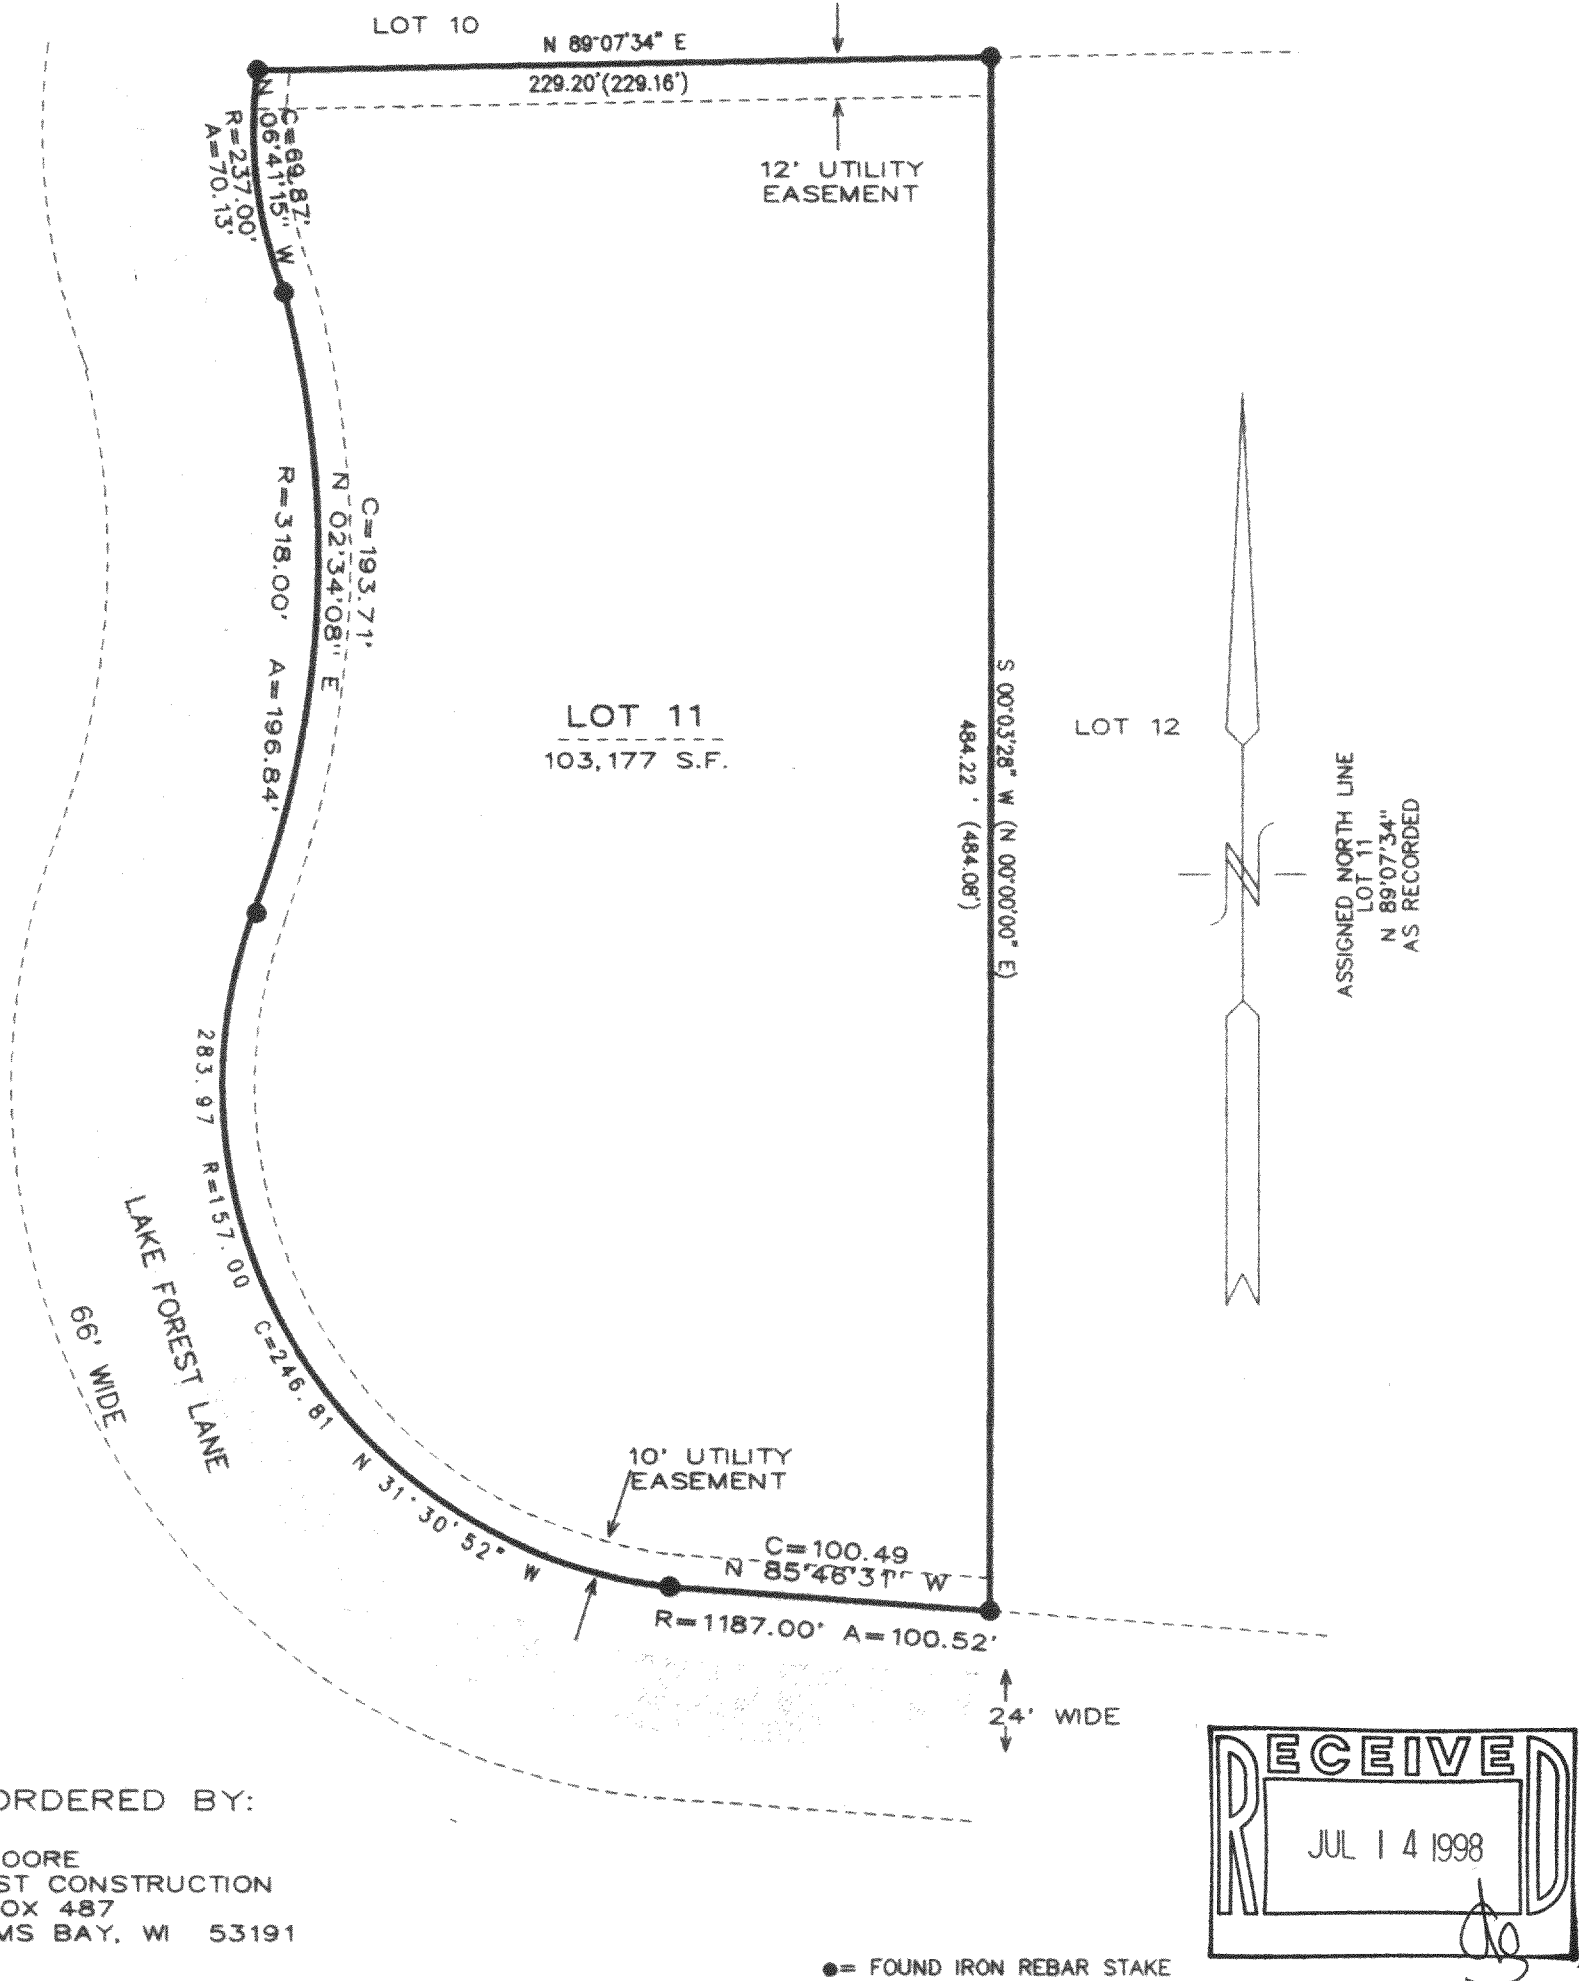 LOT 10
N 89°07'34" E
229.20'(229.16')
12' UTILITY
EASEMENT
C=69.87'
N 06°41'15" W
R=237.00'
A=70.13'
C=193.71'
N 02°34'08" E
R=318.00' A=196.84'
LOT 11
103,177 S.F.
S 00°03'28" W (N 00°00'00" E)
484.22 ' (484.08')
LOT 12
N
ASSIGNED NORTH LINE
LOT 11
N 89°07'34"
AS RECORDED
283.97 R=157.00 C=246.81 N 31°30'52" W
LAKE FOREST LANE
66' WIDE
10' UTILITY
EASEMENT
C=100.49
N 85°46'31" W
R=1187.00' A=100.52'
24' WIDE
ORDERED BY:
OORE
ST CONSTRUCTION
OX 487
MS BAY, WI 53191
RECEIVED
JUL 14 1998
●= FOUND IRON REBAR STAKE